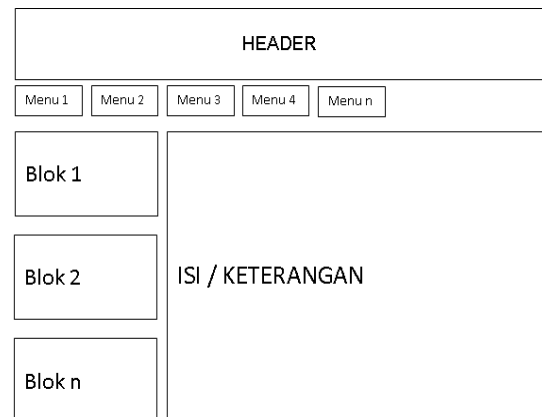 HEADER
Menu 1
Menu 2
Menu 3
Menu 4
Menu n
Blok 1
Blok 2
ISI / KETERANGAN
Blok n